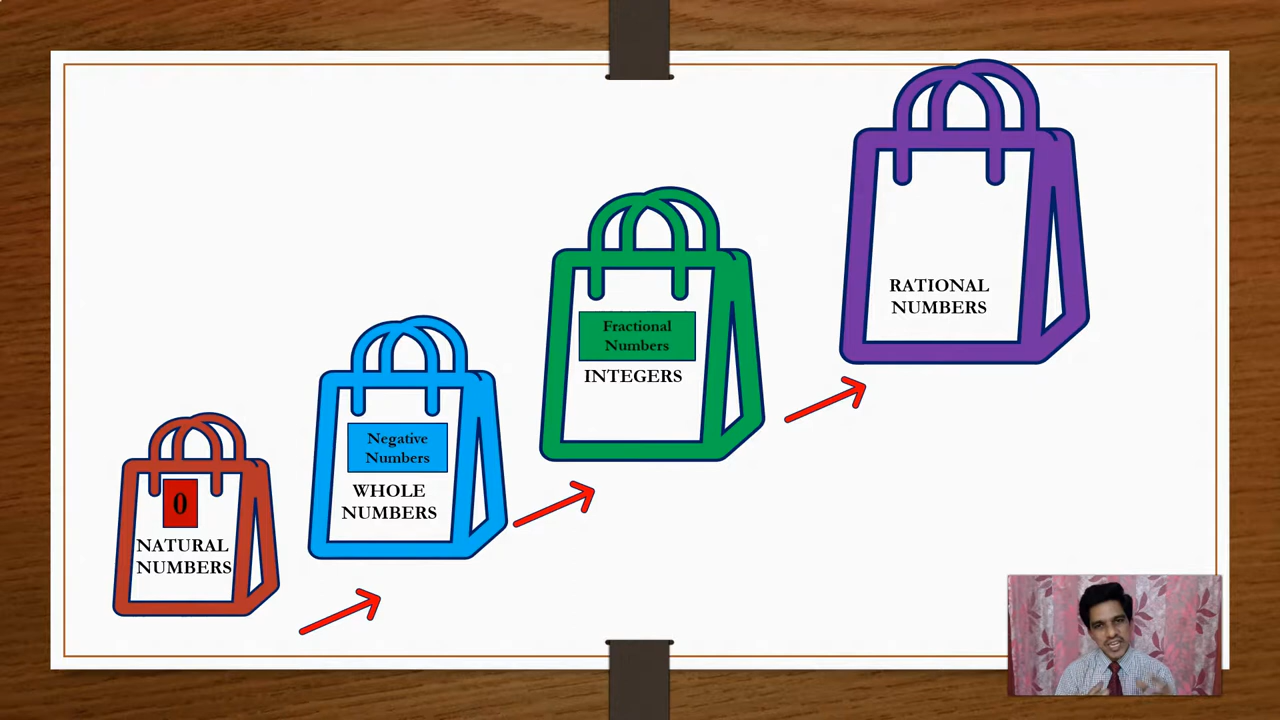 0
NATURAL
NUMBERS
Negative
Numbers
WHOLE
NUMBERS
Fractional
Numbers
INTEGERS
RATIONAL
NUMBERS